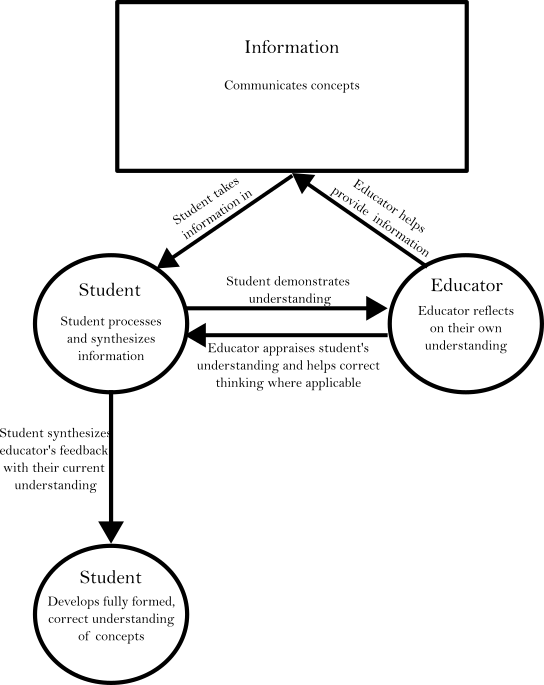 Information
Communicates concepts
Student takes
information in
Educator helps
provide information
Student
Student processes
and synthesizes
information
Student demonstrates
understanding
Educator
Educator reflects
on their own
understanding
Educator appraises student's
understanding and helps correct
thinking where applicable
Student synthesizes
educator's feedback
with their current
understanding
Student
Develops fully formed,
correct understanding
of concepts